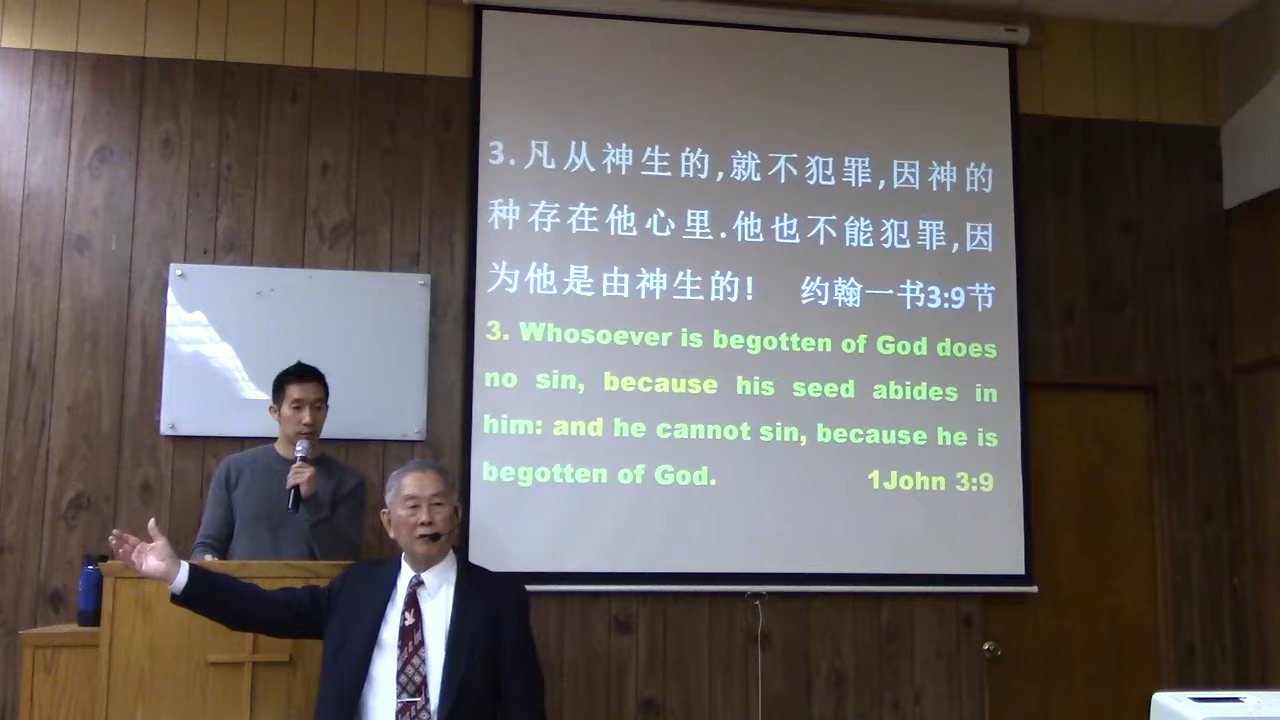 3. 凡从神生的,就不犯罪,因神的
种存在他心里.他也不能犯罪,因
为他是由神生的! 约翰一书3:9节
3. Whosoever is begotten of God does
no sin, because his seed abides in
him: and he cannot sin, because he is
begotten of God. 1John 3:9